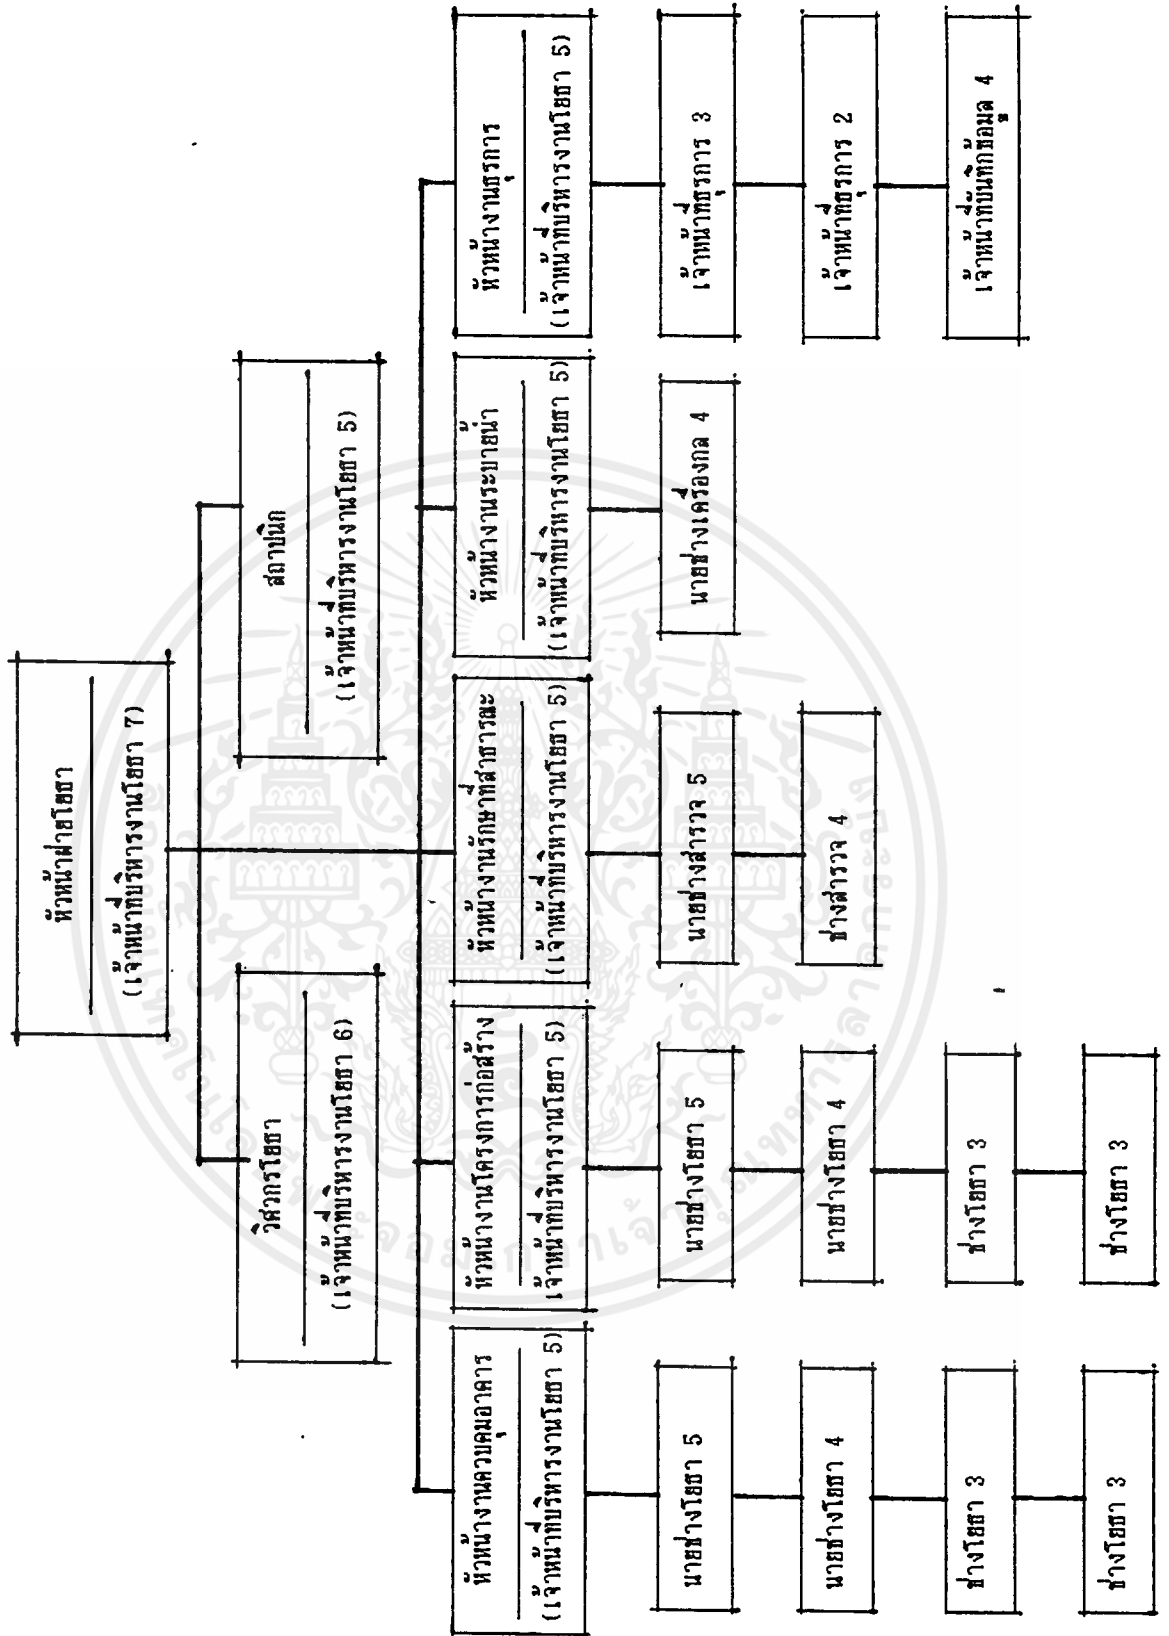 หัวหน้าฝ่ายโยธา
(เจ้าหน้าที่บริหารงานโยธา 7)
วิศวกรโยธา
(เจ้าหน้าที่บริหารงานโยธา 6)
สถาปนิก
(เจ้าหน้าที่บริหารงานโยธา 5)
หัวหน้างานควบคุมอาคาร
(เจ้าหน้าที่บริหารงานโยธา 5)
นายช่างโยธา 5
นายช่างโยธา 4
ช่างโยธา 3
ช่างโยธา 3
หัวหน้างานโครงการก่อสร้าง
เจ้าหน้าที่บริหารงานโยธา 5)
นายช่างโยธา 5
นายช่างโยธา 4
ช่างโยธา 3
ช่างโยธา 3
หัวหน้างานรักษาที่สาธารณะ
(เจ้าหน้าที่บริหารงานโยธา 5)
นายช่างสำรวจ 5
ช่างสำรวจ 4
หัวหน้างานระบายน้ำ
(เจ้าหน้าที่บริหารงานโยธา 5)
นายช่างเครื่องกล 4
หัวหน้างานธุรการ
(เจ้าหน้าที่บริหารงานโยธา 5)
เจ้าหน้าที่ธุรการ 3
เจ้าหน้าที่ธุรการ 2
เจ้าหน้าที่บันทึกข้อมูล 4